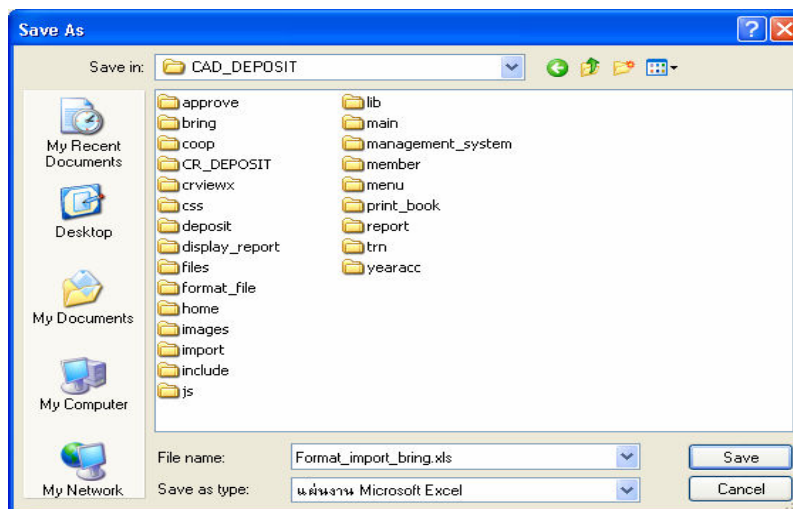 Save As
Save in: CAD_DEPOSIT
My Recent Documents
Desktop
My Documents
My Computer
My Network
approve
bring
coop
CR_DEPOSIT
crviewx
css
deposit
display_report
files
format_file
home
images
import
include
js
lib
main
management_system
member
menu
print_book
report
trn
yearacc
File name: Format_import_bring.xls Save
Save as type: แผ่นงาน Microsoft Excel Cancel